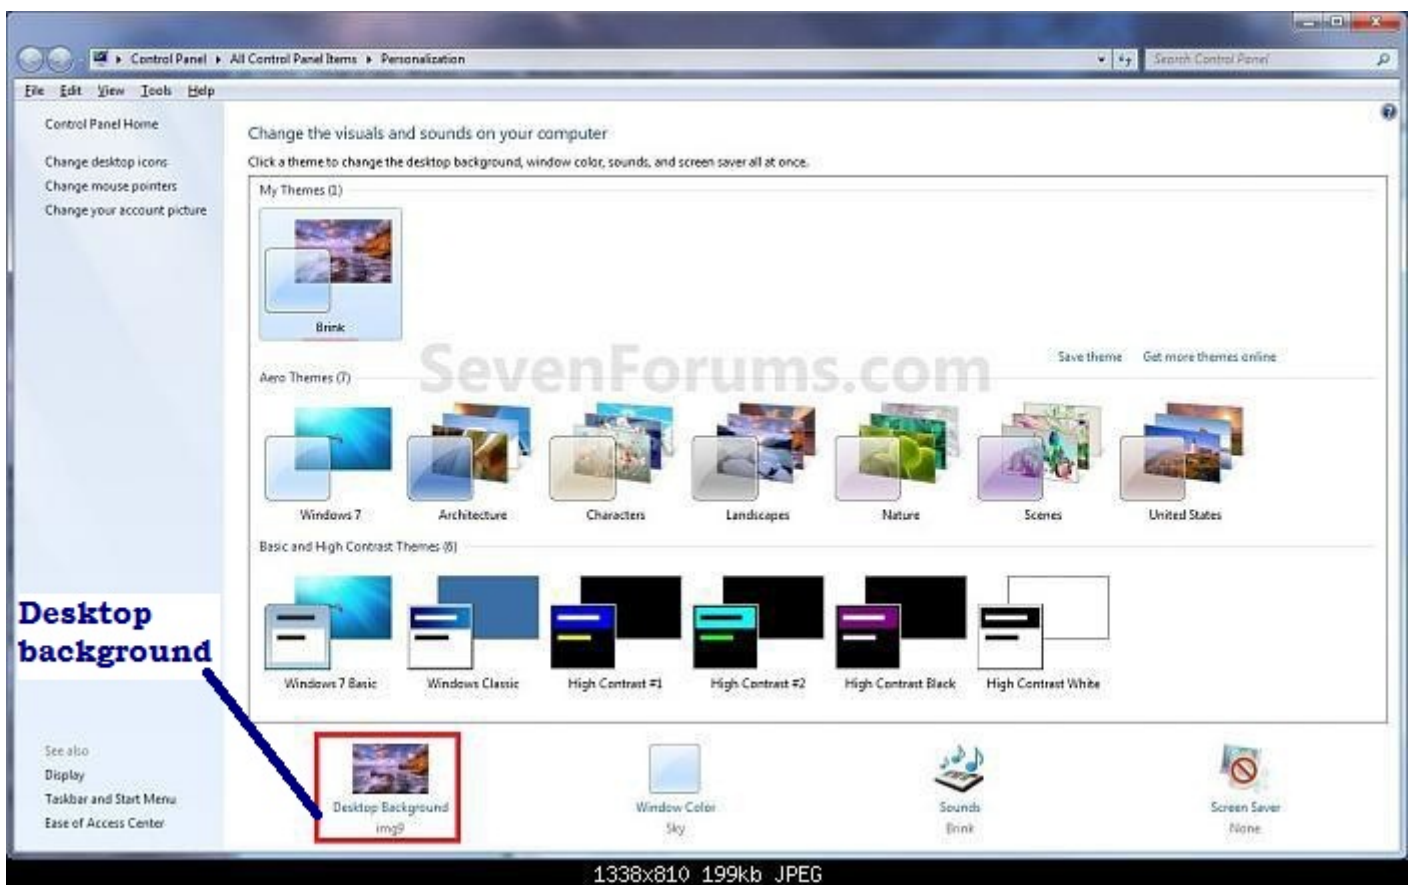 Control Panel ▸ All Control Panel Items ▸ Personalization
Search Control Panel
File Edit View Tools Help
Control Panel Home
Change desktop icons
Change mouse pointers
Change your account picture
Change the visuals and sounds on your computer
Click a theme to change the desktop background, window color, sounds, and screen saver all at once.
My Themes (1)
Brink
Save theme Get more themes online
SevenForums.com
Aero Themes (7)
Windows 7 Architecture Characters Landscapes Nature Scenes United States
Basic and High Contrast Themes (6)
Windows 7 Basic Windows Classic High Contrast #1 High Contrast #2 High Contrast Black High Contrast White
Desktop
background
See also
Display
Taskbar and Start Menu
Ease of Access Center
Desktop Background Window Color Sounds Screen Saver
img9 Sky Brink None
1338x810 199kb JPEG